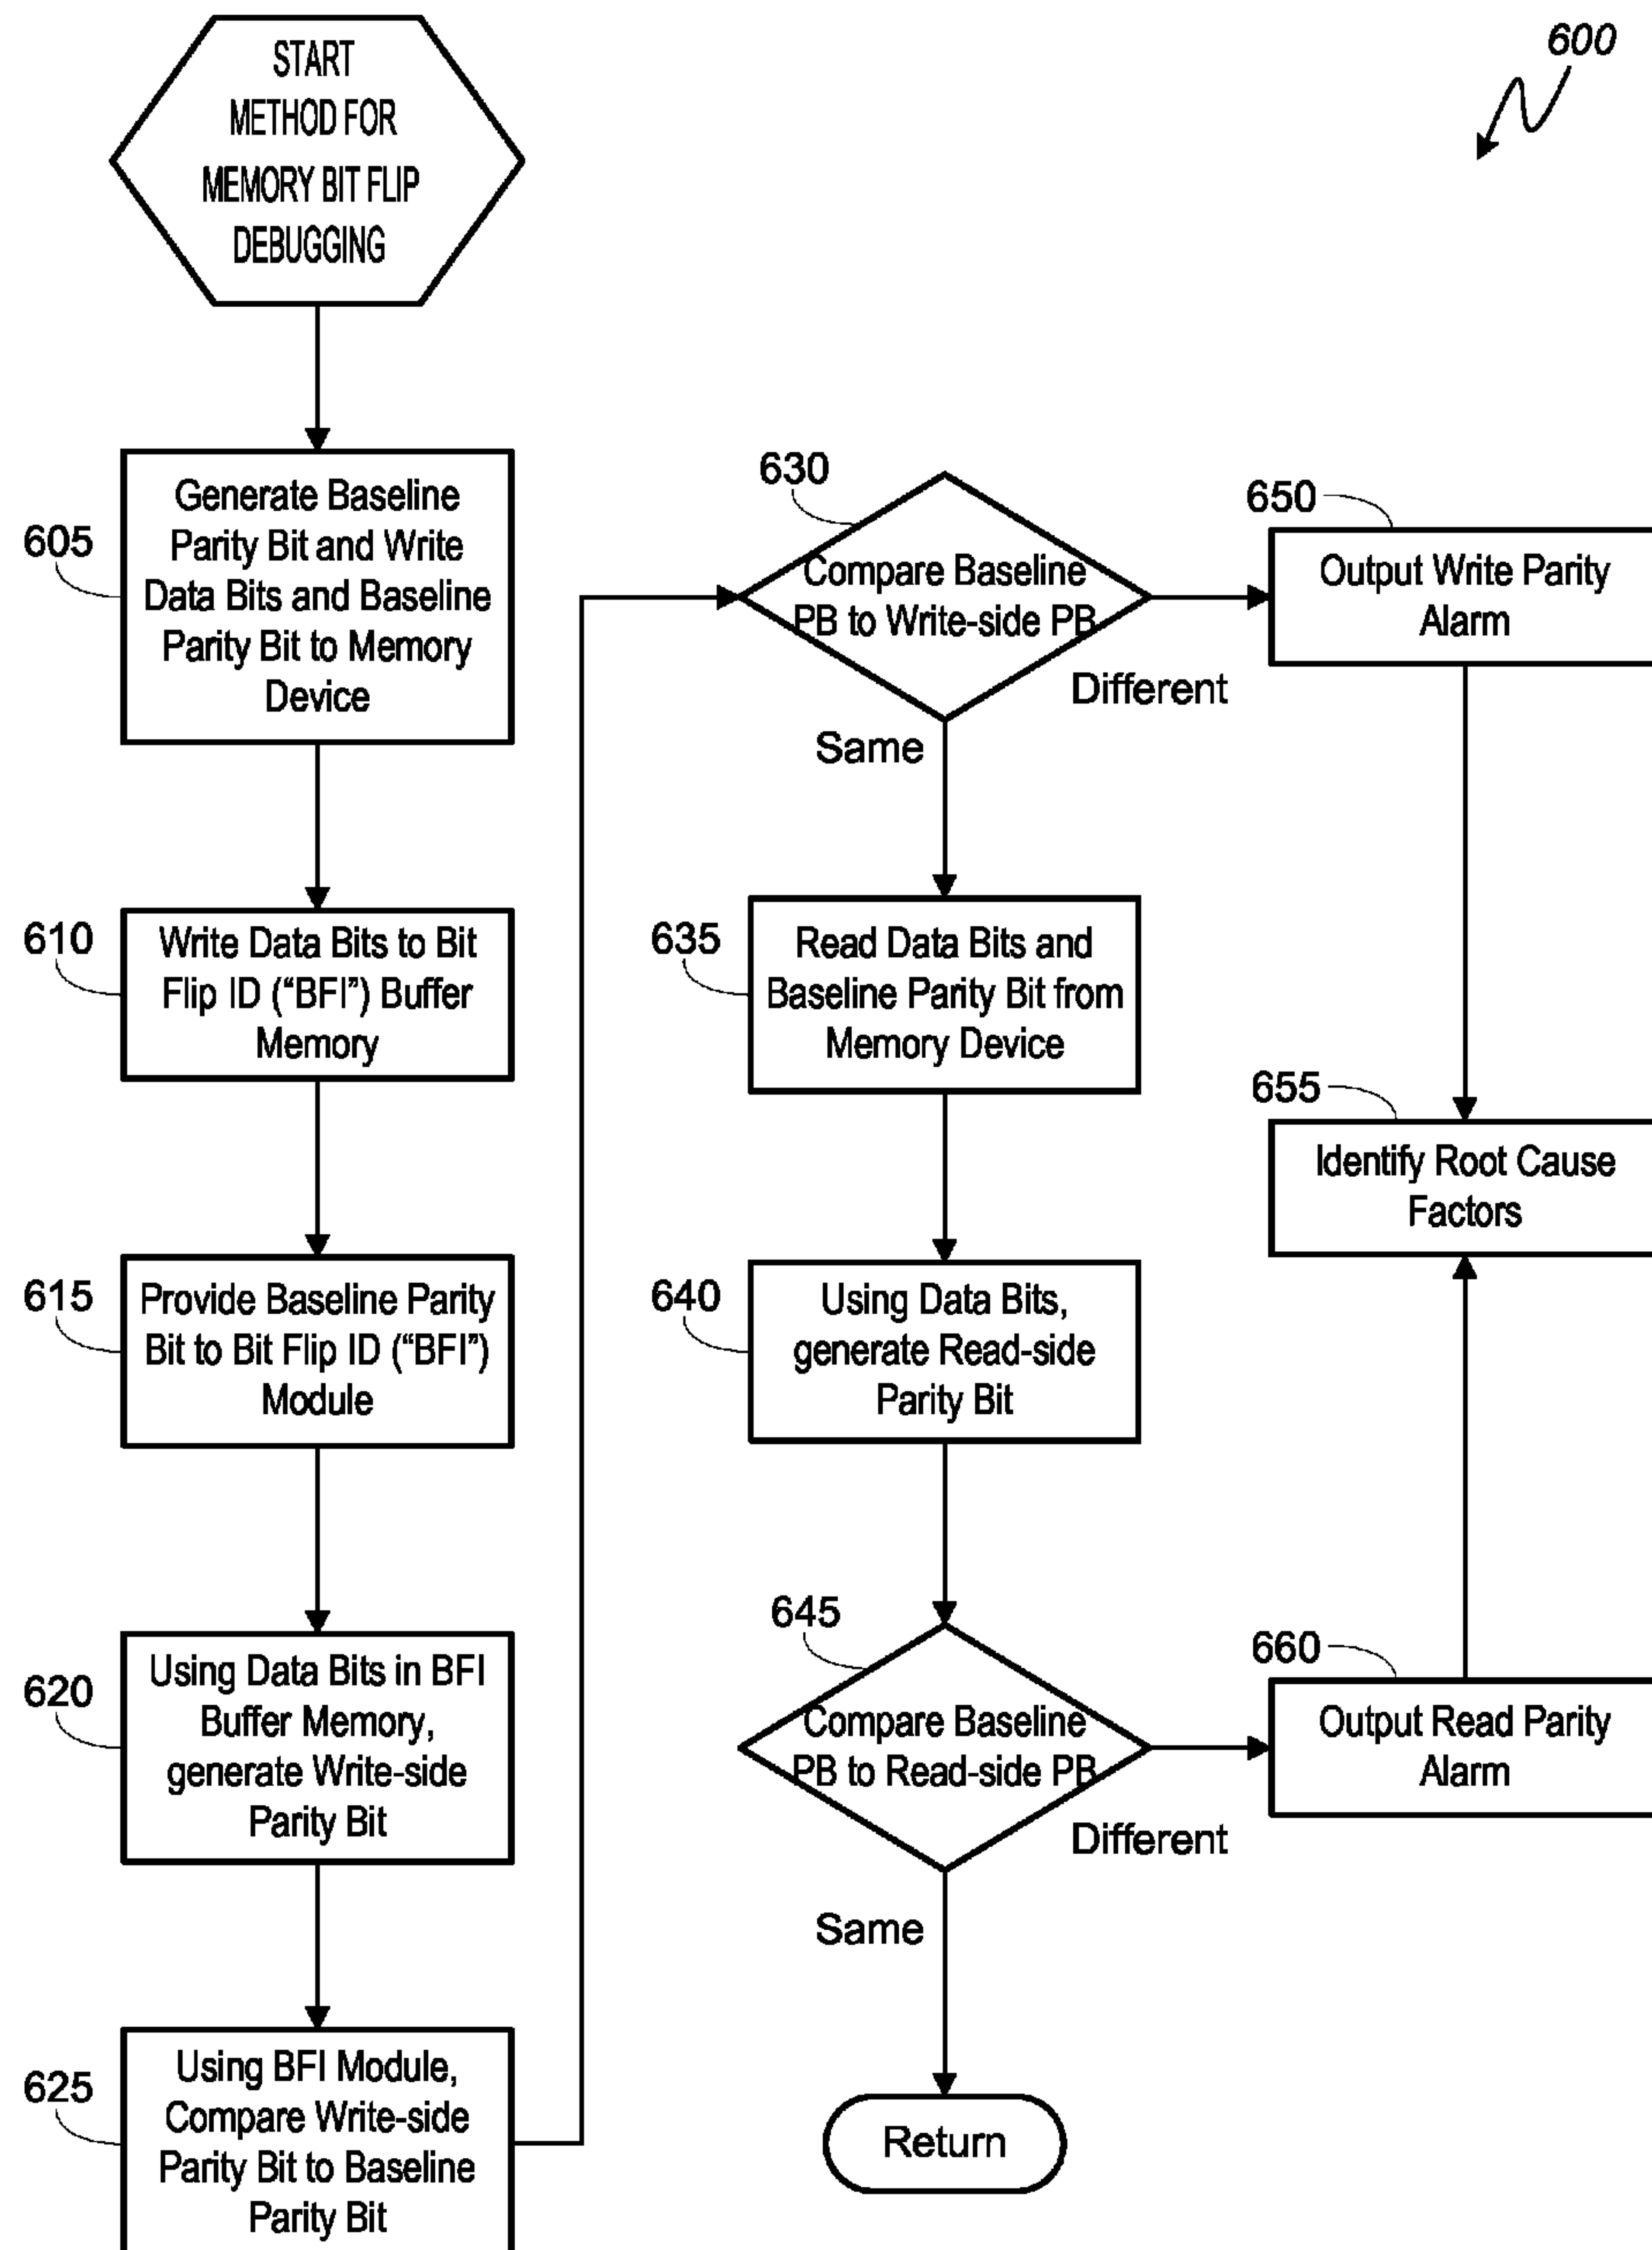 600
START
METHOD FOR
MEMORY BIT FLIP
DEBUGGING
605
Generate Baseline
Parity Bit and Write
Data Bits and Baseline
Parity Bit to Memory
Device
610
Write Data Bits to Bit
Flip ID (“BFI”) Buffer
Memory
615
Provide Baseline Parity
Bit to Bit Flip ID (“BFI”)
Module
620
Using Data Bits in BFI
Buffer Memory,
generate Write-side
Parity Bit
625
Using BFI Module,
Compare Write-side
Parity Bit to Baseline
Parity Bit
630
Compare Baseline
PB to Write-side PB
Different
Same
635
Read Data Bits and
Baseline Parity Bit from
Memory Device
640
Using Data Bits,
generate Read-side
Parity Bit
645
Compare Baseline
PB to Read-side PB
Different
Same
Return
650
Output Write Parity
Alarm
655
Identify Root Cause
Factors
660
Output Read Parity
Alarm